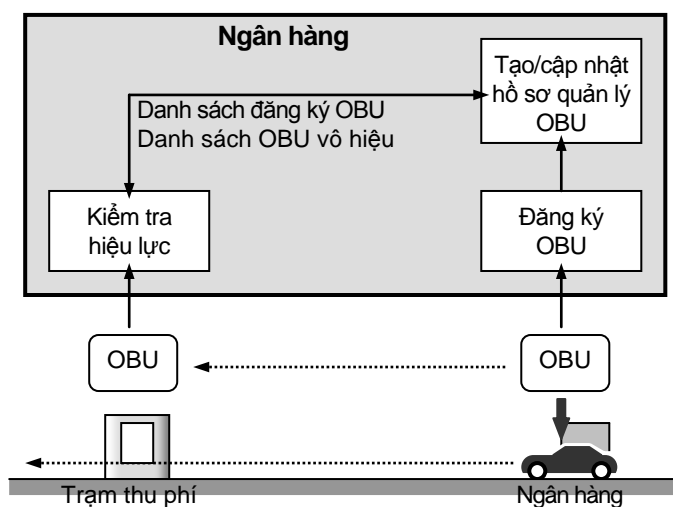 Ngân hàng
Tạo/cập nhật
hồ sơ quản lý
OBU
Danh sách đăng ký OBU
Danh sách OBU vô hiệu
Kiểm tra
hiệu lực
Đăng ký
OBU
OBU
OBU
Trạm thu phí
Ngân hàng